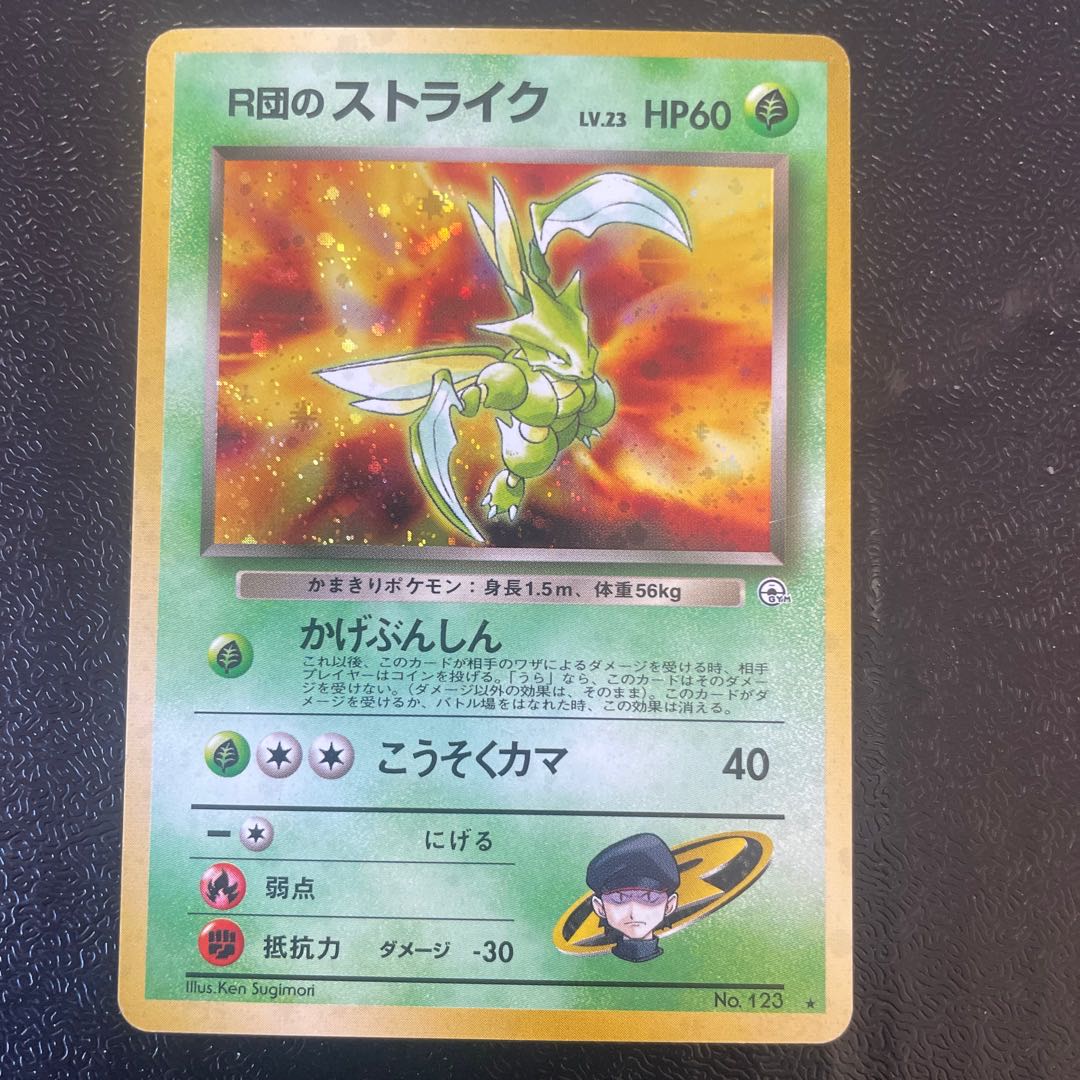 R団のストライク LV.23 HP60
かまきりポケモン：身長1.5m、体重56kg
GYM
かげぶんしん
これ以後、このカードが相手のワザによるダメージを受ける時、相手
プレイヤーはコインを投げる。「うら」なら、このカードはそのダメー
ジを受けない。（ダメージ以外の効果は、そのまま）。このカードがダ
メージを受けるか、バトル場をはなれた時、この効果は消える。
こうそくカマ 40
にげる
弱点
抵抗力 ダメージ -30
Illus.Ken Sugimori
No. 123 ★